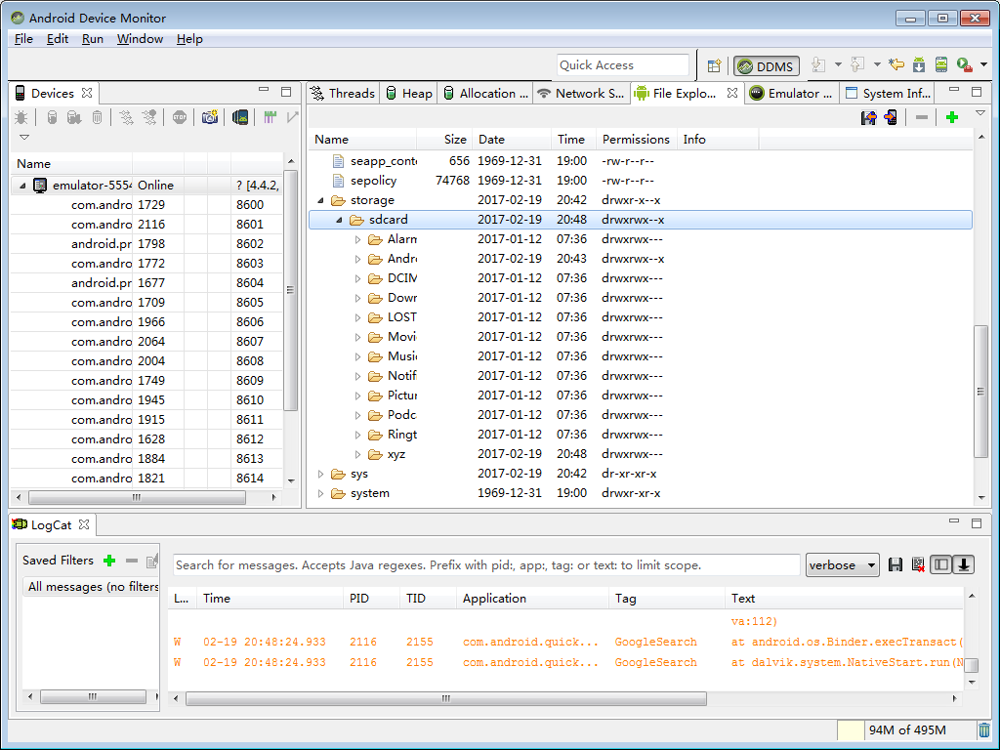 Android Device Monitor
File Edit Run Window Help
Quick Access
DDMS
Devices
Name
emulator-5554 Online ? [4.4.2,
com.andro 1729 8600
com.andro 2116 8601
android.pr 1798 8602
com.andro 1772 8603
android.pr 1677 8604
com.andro 1709 8605
com.andro 1966 8606
com.andro 2064 8607
com.andro 2004 8608
com.andro 1749 8609
com.andro 1945 8610
com.andro 1915 8611
com.andro 1628 8612
com.andro 1884 8613
com.andro 1821 8614
Threads Heap Allocation ... Network S... File Explo... Emulator ... System Inf...
Name Size Date Time Permissions Info
seapp_conte 656 1969-12-31 19:00 -rw-r--r--
sepolicy 74768 1969-12-31 19:00 -rw-r--r--
storage 2017-02-19 20:42 drwxr-x--x
sdcard 2017-02-19 20:48 drwxrwx--x
Alarm 2017-01-12 07:36 drwxrwx---
Andro 2017-02-19 20:43 drwxrwx--x
DCIM 2017-01-12 07:36 drwxrwx---
Down 2017-01-12 07:36 drwxrwx---
LOST 2017-01-12 07:36 drwxrwx---
Movi 2017-01-12 07:36 drwxrwx---
Music 2017-01-12 07:36 drwxrwx---
Notif 2017-01-12 07:36 drwxrwx---
Pictur 2017-01-12 07:36 drwxrwx---
Podc 2017-01-12 07:36 drwxrwx---
Ringt 2017-01-12 07:36 drwxrwx---
xyz 2017-02-19 20:48 drwxrwx---
sys 2017-02-19 20:42 dr-xr-xr-x
system 1969-12-31 19:00 drwxr-xr-x
LogCat
Saved Filters
All messages (no filters
Search for messages. Accepts Java regexes. Prefix with pid:, app:, tag: or text: to limit scope.
verbose
L... Time PID TID Application Tag Text
va:112)
W 02-19 20:48:24.933 2116 2155 com.android.quick... GoogleSearch at android.os.Binder.execTransact(
W 02-19 20:48:24.933 2116 2155 com.android.quick... GoogleSearch at dalvik.system.NativeStart.run(N
94M of 495M